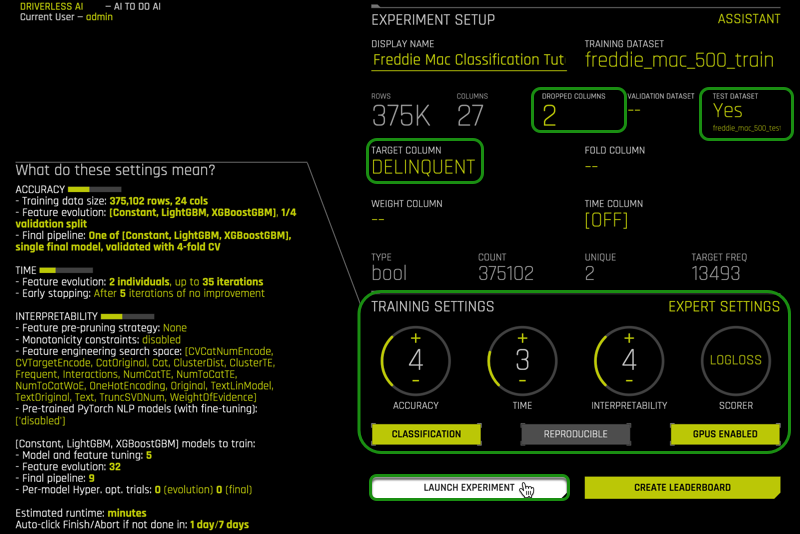 DRIVERLESS AI — AI TO DO AI
Current User — admin
EXPERIMENT SETUP
ASSISTANT
DISPLAY NAME
Freddie Mac Classification Tut
TRAINING DATASET
freddie_mac_500_train
ROWS
375K
COLUMNS
27
DROPPED COLUMNS
2
VALIDATION DATASET
--
TEST DATASET
Yes
freddie_mac_500_test
TARGET COLUMN
DELINQUENT
FOLD COLUMN
--
WEIGHT COLUMN
--
TIME COLUMN
[OFF]
TYPE
bool
COUNT
375102
UNIQUE
2
TARGET FREQ
13493
What do these settings mean?
ACCURACY
- Training data size: 375,102 rows, 24 cols
- Feature evolution: [Constant, LightGBM, XGBoostGBM], 1/4
validation split
- Final pipeline: One of [Constant, LightGBM, XGBoostGBM],
single final model, validated with 4-fold CV
TIME
- Feature evolution: 2 individuals, up to 35 iterations
- Early stopping: After 5 iterations of no improvement
INTERPRETABILITY
- Feature pre-pruning strategy: None
- Monotonicity constraints: disabled
- Feature engineering search space: [CVCatNumEncode,
CVTargetEncode, CatOriginal, Cat, ClusterDist, ClusterTE,
Frequent, Interactions, NumCatTE, NumToCatTE,
NumToCatWoE, OneHotEncoding, Original, TextLinModel,
TextOriginal, Text, TruncSVDNum, WeightOfEvidence]
- Pre-trained PyTorch NLP models (with fine-tuning):
['disabled']
[Constant, LightGBM, XGBoostGBM] models to train:
- Model and feature tuning: 5
- Feature evolution: 32
- Final pipeline: 9
- Per-model Hyper. opt. trials: 0 (evolution) 0 (final)
Estimated runtime: minutes
Auto-click Finish/Abort if not done in: 1 day/7 days
TRAINING SETTINGS
EXPERT SETTINGS
+
4
-
ACCURACY
+
3
-
TIME
+
4
-
INTERPRETABILITY
LOGLOSS
SCORER
CLASSIFICATION
REPRODUCIBLE
GPUS ENABLED
LAUNCH EXPERIMENT
CREATE LEADERBOARD